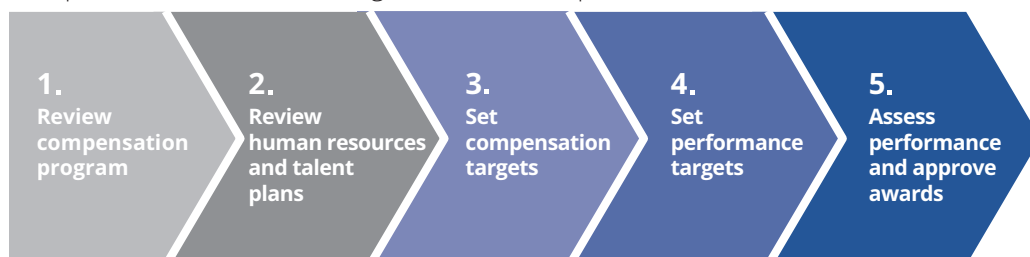 1.
Review
compensation
program
2.
Review
human resources
and talent
plans
3.
Set
compensation
targets
4.
Set
performance
targets
5.
Assess
performance
and approve
awards